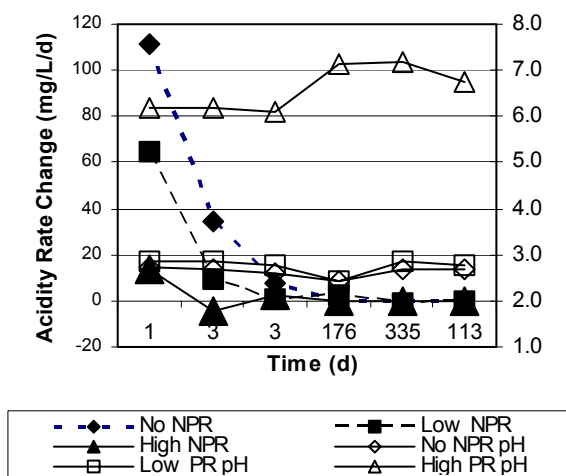 120
100
80
60
40
20
0
-20
Acidity Rate Change (mg/L/d)
8.0
7.0
6.0
5.0
4.0
3.0
2.0
1.0
1 3 3 176 335 113
Time (d)
No NPR Low NPR
High NPR No NPR pH
Low PR pH High PR pH